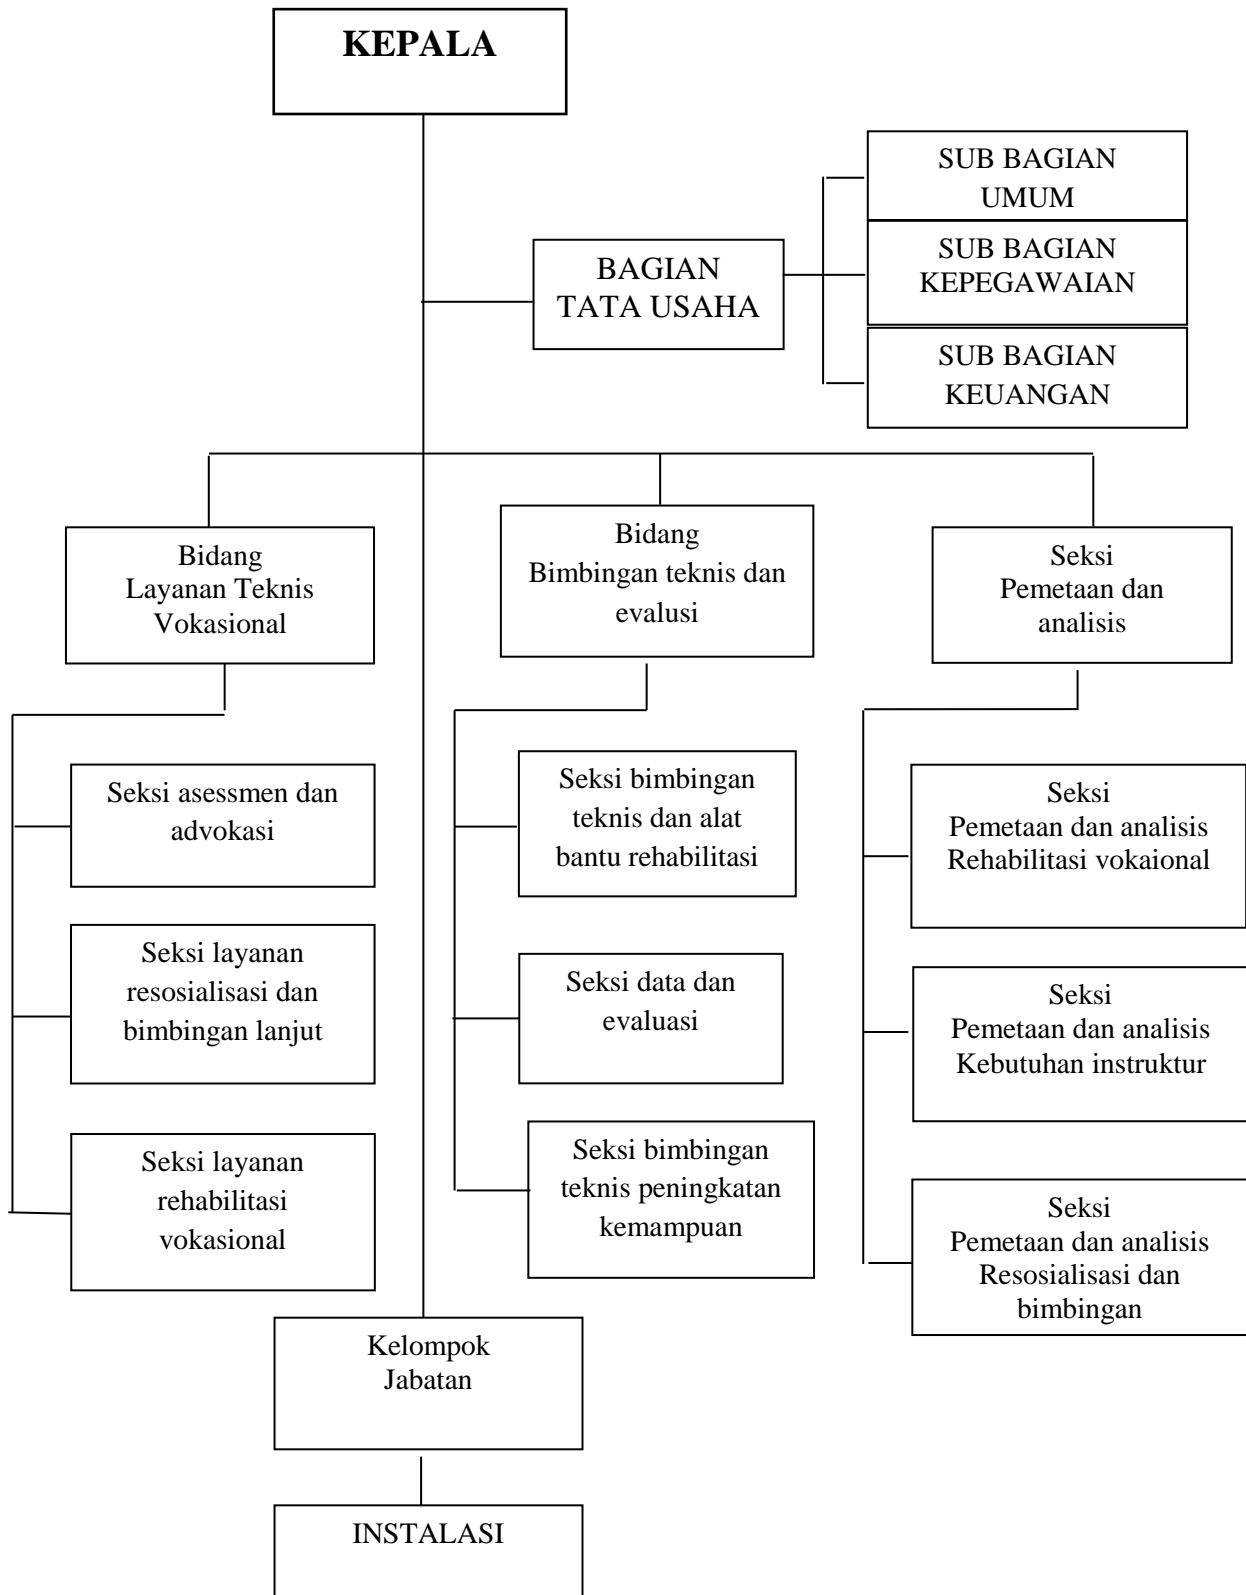 KEPALA
SUB BAGIAN
UMUM
SUB BAGIAN
KEPEGAWAIAN
SUB BAGIAN
KEUANGAN
BAGIAN
TATA USAHA
Bidang
Layanan Teknis
Vokasional
Bidang
Bimbingan teknis dan
evalusi
Seksi
Pemetaan dan
analisis
Seksi asessmen dan
advokasi
Seksi layanan
resosialisasi dan
bimbingan lanjut
Seksi layanan
rehabilitasi
vokasional
Seksi bimbingan
teknis dan alat
bantu rehabilitasi
Seksi data dan
evaluasi
Seksi bimbingan
teknis peningkatan
kemampuan
Seksi
Pemetaan dan analisis
Rehabilitasi vokaional
Seksi
Pemetaan dan analisis
Kebutuhan instruktur
Seksi
Pemetaan dan analisis
Resosialisasi dan
bimbingan
Kelompok
Jabatan
INSTALASI